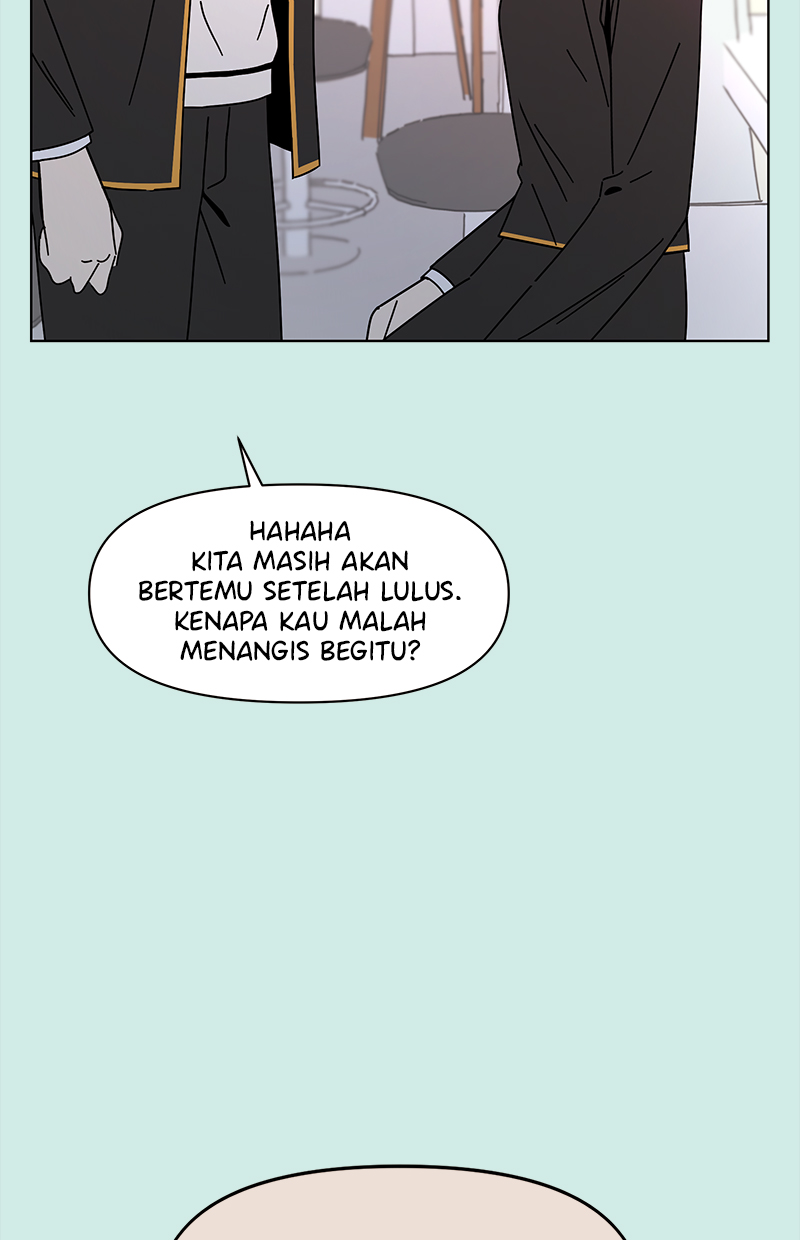 HAHAHA
KITA MASIH AKAN
BERTEMU SETELAH LULUS.
KENAPA KAU MALAH
MENANGIS BEGITU?